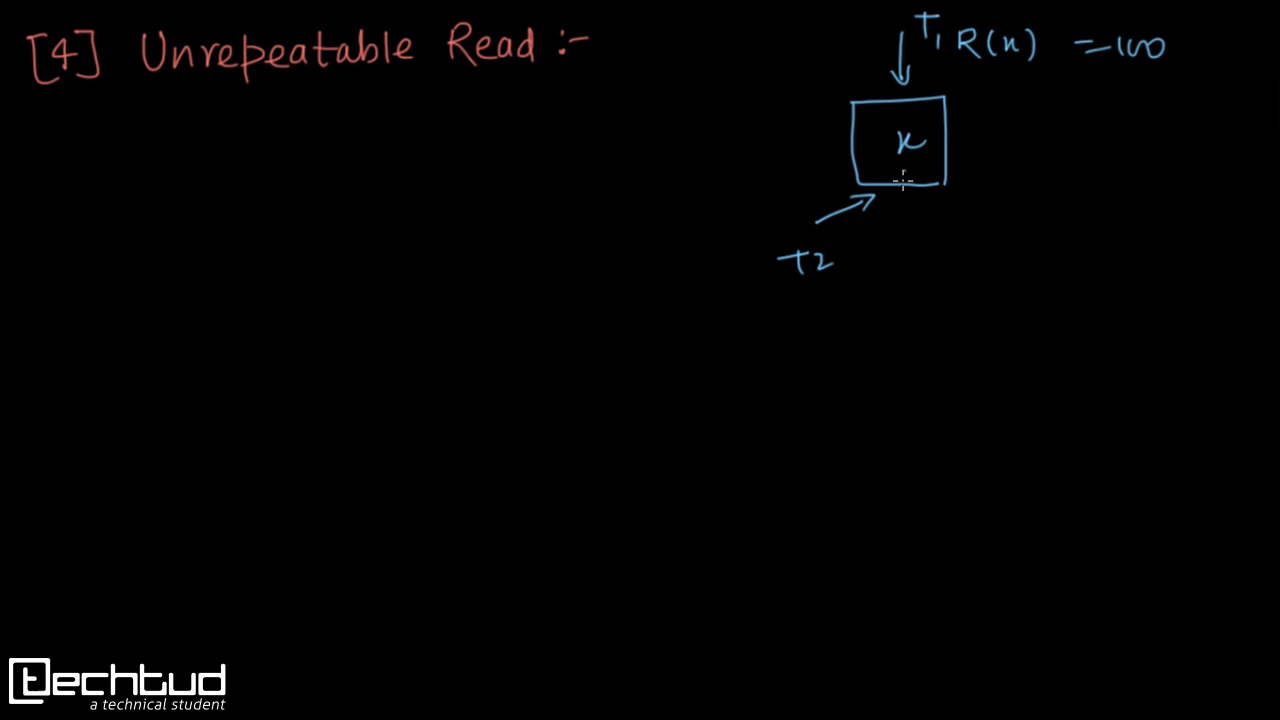 [4] Unrepeatable Read :-
T1 R(x) = 100
x
T2
techtud
a technical student